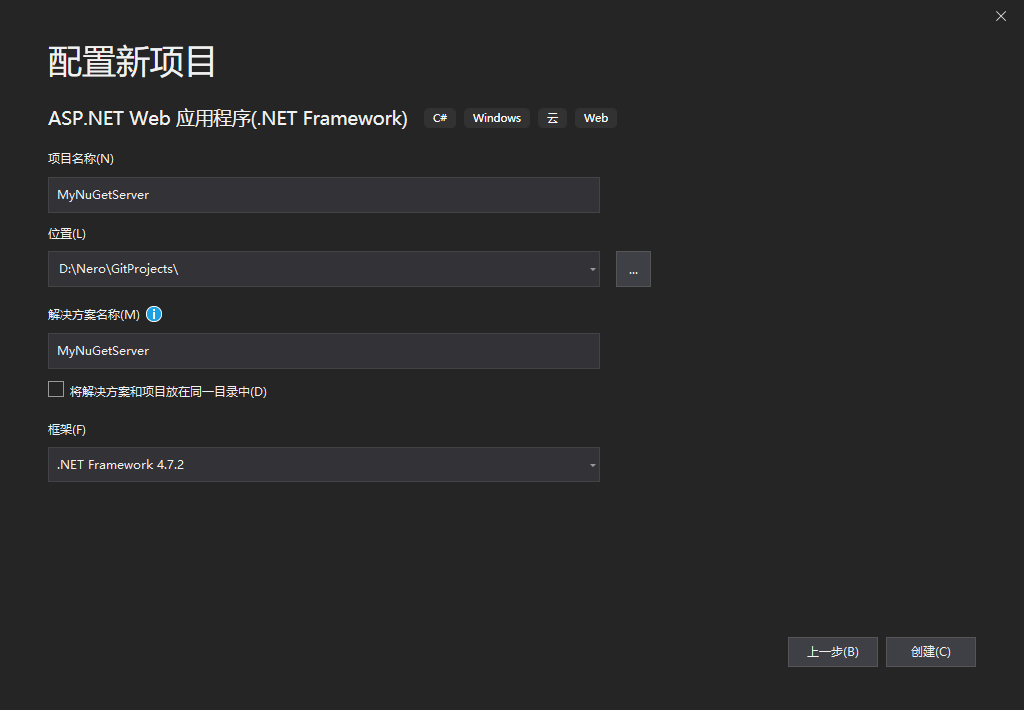 配置新项目
ASP.NET Web 应用程序(.NET Framework) C# Windows 云 Web
项目名称(N)
MyNuGetServer
位置(L)
D:\Nero\GitProjects\
...
解决方案名称(M)
MyNuGetServer
将解决方案和项目放在同一目录中(D)
框架(F)
.NET Framework 4.7.2
上一步(B) 创建(C)